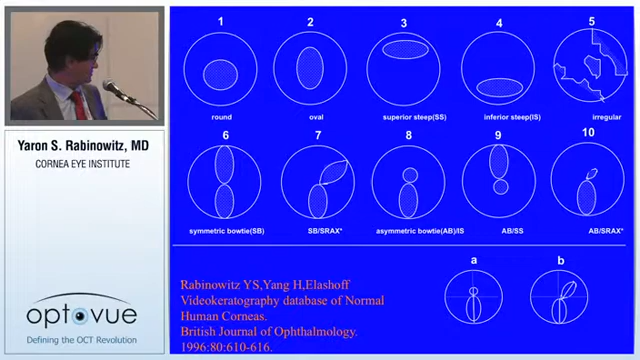 Yaron S. Rabinowitz, MD
CORNEA EYE INSTITUTE
optovue
Defining the OCT Revolution
1
2
3
4
5
round
oval
superior steep(SS)
inferior steep(IS)
irregular
6
7
8
9
10
symmetric bowtie(SB)
SB/SRAX*
asymmetric bowtie(AB)/IS
AB/SS
AB/SRAX*
a
b
Rabinowitz YS,Yang H,Elashoff
Videokeratography database of Normal
Human Corneas.
British Journal of Ophthalmology.
1996:80:610-616.